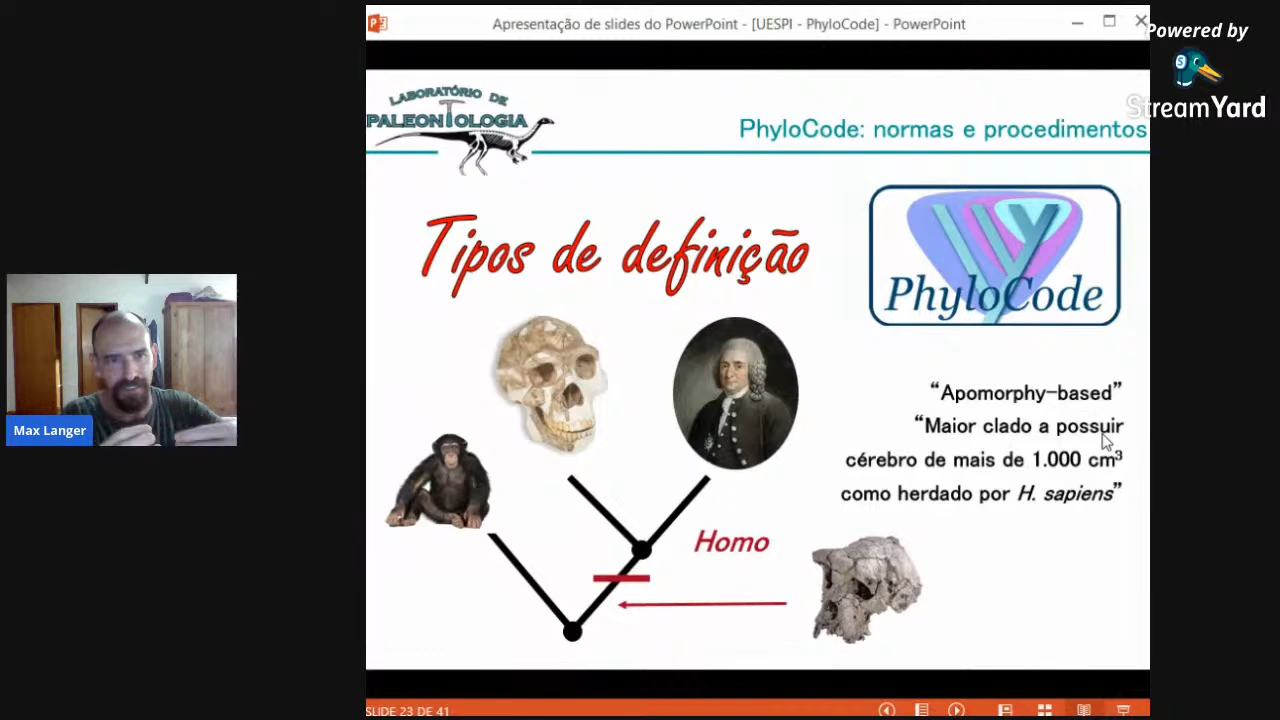 Apresentação de slides do PowerPoint - [UESPI - PhyloCode] - PowerPoint
Powered by
StreamYard
LABORATÓRIO DE
PALEONTOLOGIA
PhyloCode: normas e procedimentos
Tipos de definição
PhyloCode
“Apomorphy-based”
“Maior clado a possuir
cérebro de mais de 1.000 cm³
como herdado por H. sapiens”
Max Langer
Homo
SLIDE 23 DE 41